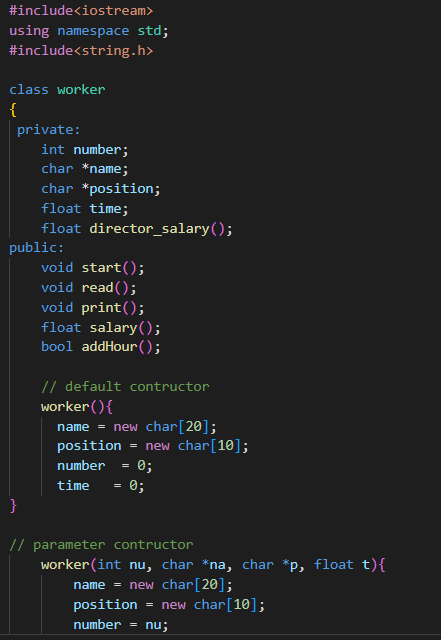 #include<iostream>
using namespace std;
#include<string.h>
class worker
{
private:
int number;
char *name;
char *position;
float time;
float director_salary();
public:
void start();
void read();
void print();
float salary();
bool addHour();
// default contructor
worker(){
name = new char[20];
position = new char[10];
number  = 0;
time   = 0;
}
// parameter contructor
worker(int nu, char *na, char *p, float t){
name = new char[20];
position = new char[10];
number = nu;